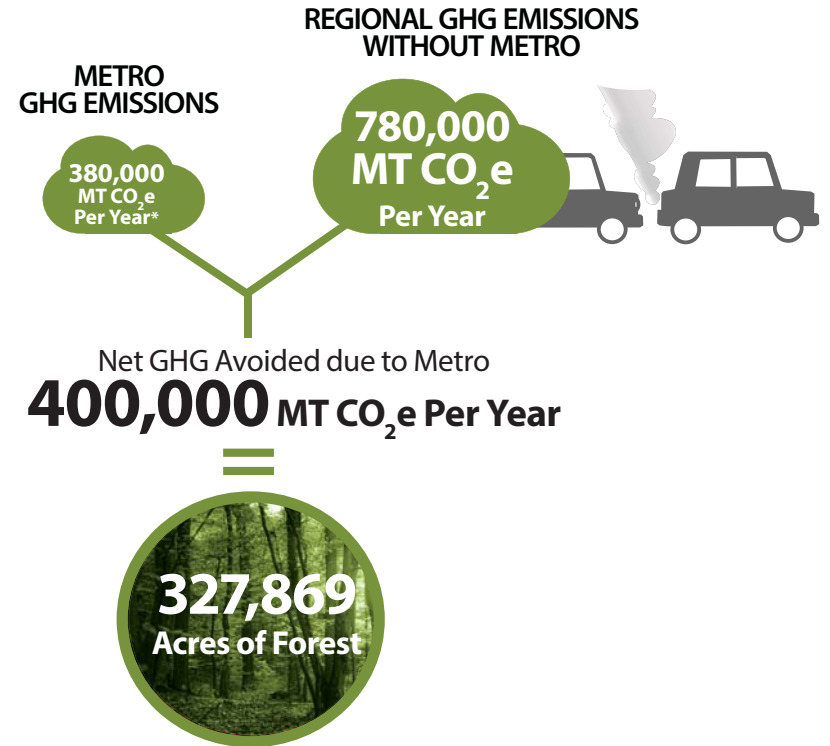 METRO
GHG EMISSIONS
380,000
MT CO₂e
Per Year*
REGIONAL GHG EMISSIONS
WITHOUT METRO
780,000
MT CO₂e
Per Year
Net GHG Avoided due to Metro
400,000 MT CO₂e Per Year
=
327,869
Acres of Forest